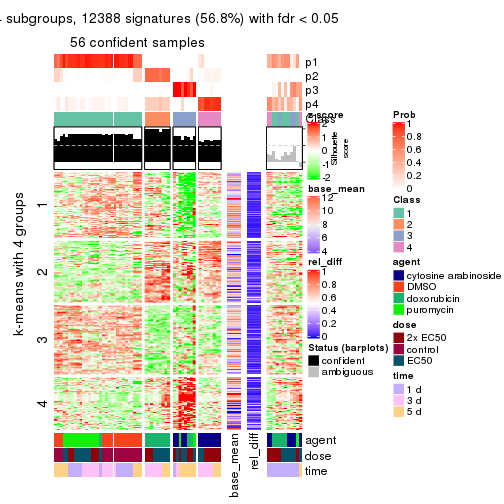 subgroups, 12388 signatures (56.8%) with fdr < 0.05
56 confident samples
p1
p2
p3
p4
Class
z-score
2
1
0
-1
-2
Silhouette score
k-means with 4 groups
1
2
3
4
base_mean
12
10
8
6
4
rel_diff
1
0.8
0.6
0.4
0.2
0
Status (barplots)
confident
ambiguous
Prob
1
0.8
0.6
0.4
0.2
0
Class
1
2
3
4
agent
cytosine arabinoside
DMSO
doxorubicin
puromycin
dose
2x EC50
control
EC50
time
1 d
3 d
5 d
agent
dose
time
base_mean
rel_diff